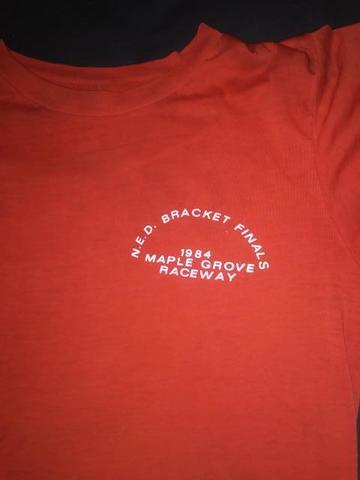 N.E.D. BRACKET FINALS
1984
MAPLE GROVE
RACEWAY